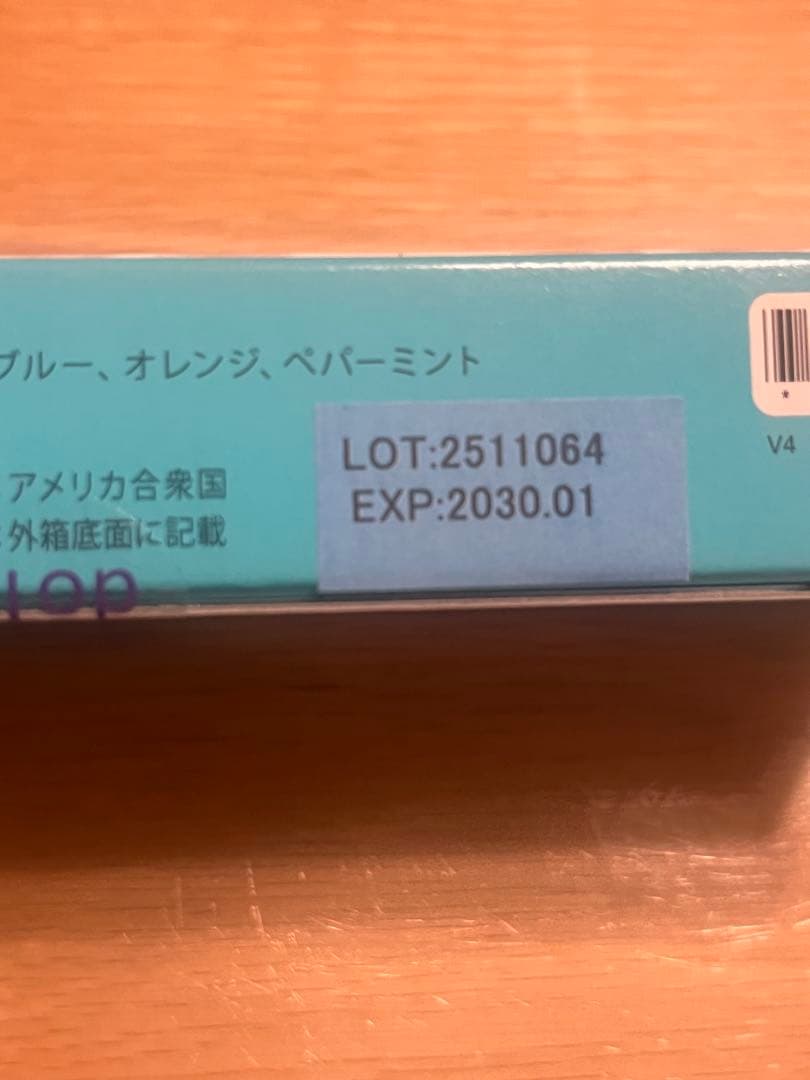 ブルー、オレンジ、ペパーミント
LOT:2511064
EXP:2030.01
アメリカ合衆国
外箱底面に記載
*
V4